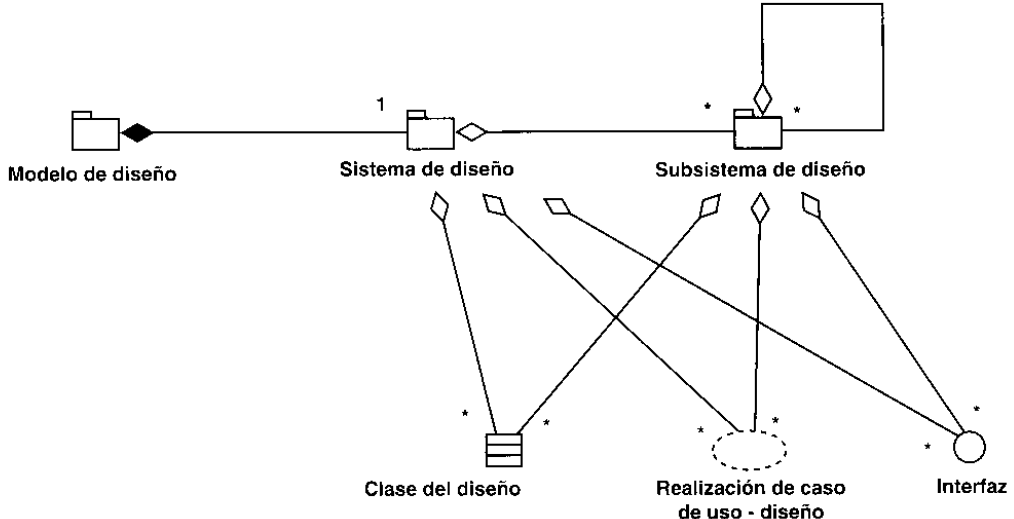 1
*
*
Modelo de diseño
Sistema de diseño
Subsistema de diseño
*
*
*
*
*
*
Clase del diseño
Realización de caso
de uso - diseño
Interfaz